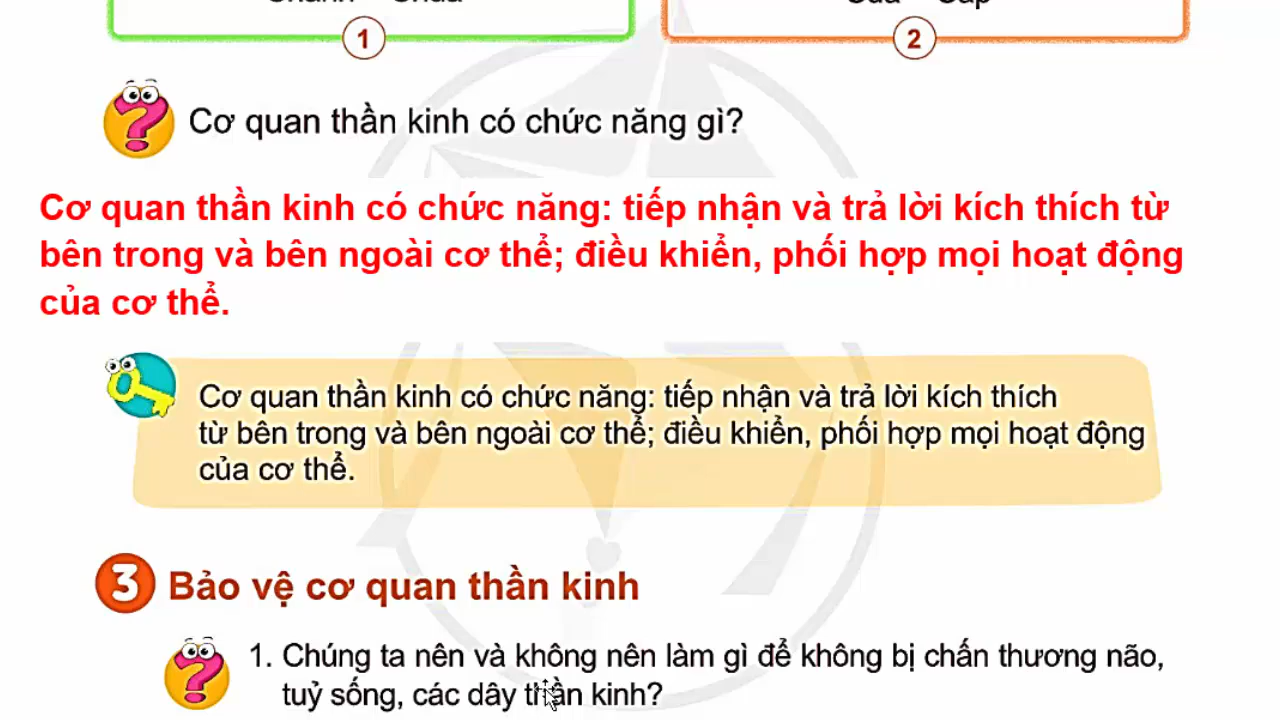 1
2
Cơ quan thần kinh có chức năng gì?
Cơ quan thần kinh có chức năng: tiếp nhận và trả lời kích thích từ
bên trong và bên ngoài cơ thể; điều khiển, phối hợp mọi hoạt động
của cơ thể.
Cơ quan thần kinh có chức năng: tiếp nhận và trả lời kích thích
từ bên trong và bên ngoài cơ thể; điều khiển, phối hợp mọi hoạt động
của cơ thể.
3 Bảo vệ cơ quan thần kinh
1. Chúng ta nên và không nên làm gì để không bị chấn thương não,
tuỷ sống, các dây thần kinh?